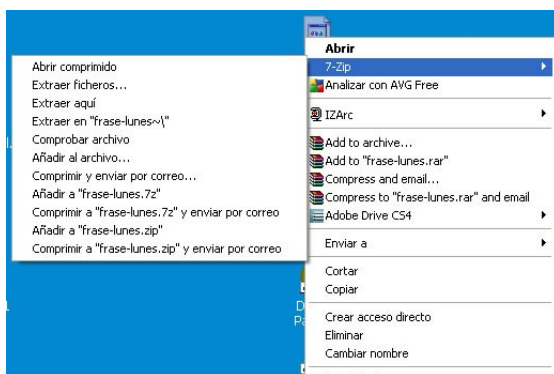 Abrir
7-Zip
Analizar con AVG Free
IZArc
Add to archive...
Add to "frase-lunes.rar"
Compress and email...
Compress to "frase-lunes.rar" and email
Adobe Drive CS4
Enviar a
Cortar
Copiar
Crear acceso directo
Eliminar
Cambiar nombre
Abrir comprimido
Extraer ficheros...
Extraer aquí
Extraer en "frase-lunes~\"
Comprobar archivo
Añadir al archivo...
Comprimir y enviar por correo...
Añadir a "frase-lunes.7z"
Comprimir a "frase-lunes.7z" y enviar por correo
Añadir a "frase-lunes.zip"
Comprimir a "frase-lunes.zip" y enviar por correo